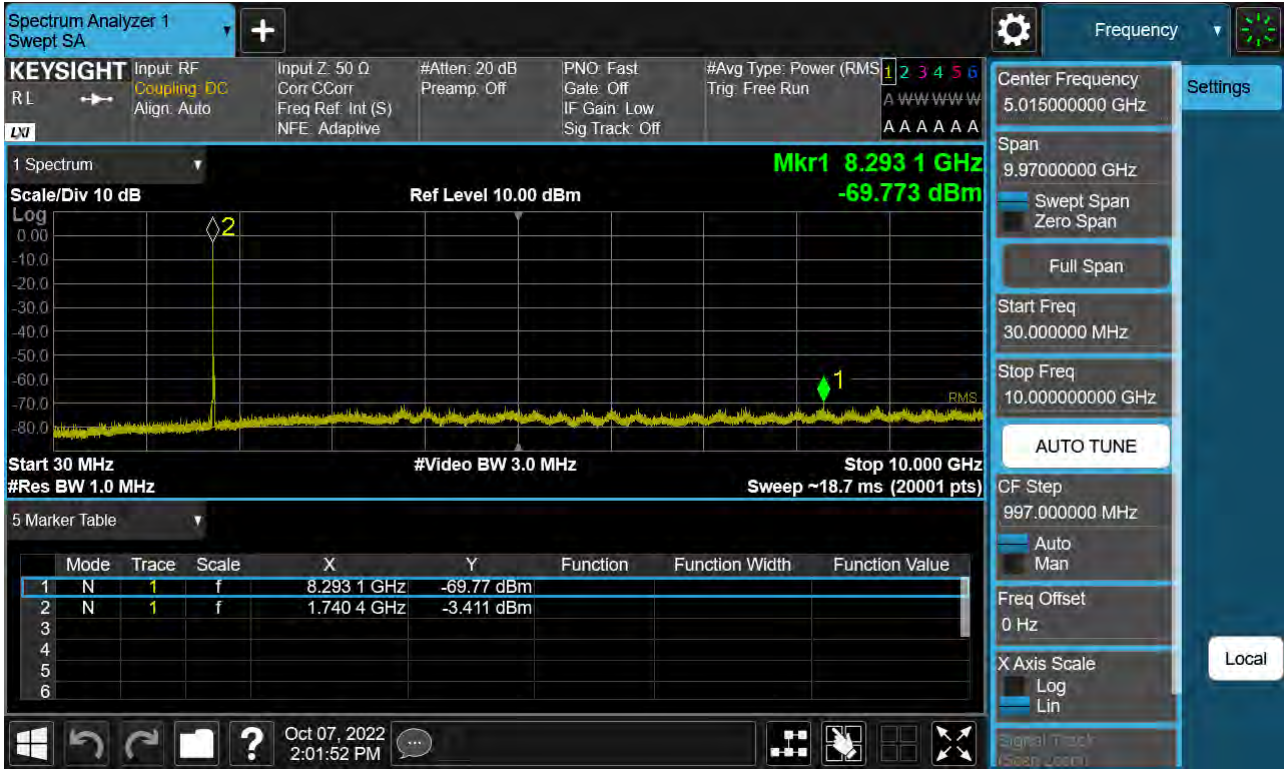 Spectrum Analyzer 1
Swept SA
+
Frequency
KEYSIGHT
RL
LXI
Input: RF
Coupling: DC
Align: Auto
Input Z: 50 Ω
Corr CCorr
Freq Ref: Int (S)
NFE: Adaptive
#Atten: 20 dB
Preamp: Off
PNO: Fast
Gate: Off
IF Gain: Low
Sig Track: Off
#Avg Type: Power (RMS
Trig: Free Run
1 2 3 4 5 6
A W W W W W
A A A A A A
1 Spectrum
Scale/Div 10 dB
Ref Level 10.00 dBm
Mkr1 8.293 1 GHz
-69.773 dBm
Log
0.00
-10.0
-20.0
-30.0
-40.0
-50.0
-60.0
-70.0
-80.0
2
1
RMS
Start 30 MHz
#Video BW 3.0 MHz
Stop 10.000 GHz
#Res BW 1.0 MHz
Sweep ~18.7 ms (20001 pts)
5 Marker Table
Mode Trace Scale X Y Function Function Width Function Value
1 N 1 f 8.293 1 GHz -69.77 dBm
2 N 1 f 1.740 4 GHz -3.411 dBm
3
4
5
6
Oct 07, 2022
2:01:52 PM
?
Center Frequency
5.015000000 GHz
Span
9.97000000 GHz
Swept Span
Zero Span
Full Span
Start Freq
30.000000 MHz
Stop Freq
10.000000000 GHz
AUTO TUNE
CF Step
997.000000 MHz
Auto
Man
Freq Offset
0 Hz
X Axis Scale
Log
Lin
Signal Track
(Span Zoom)
Settings
Local